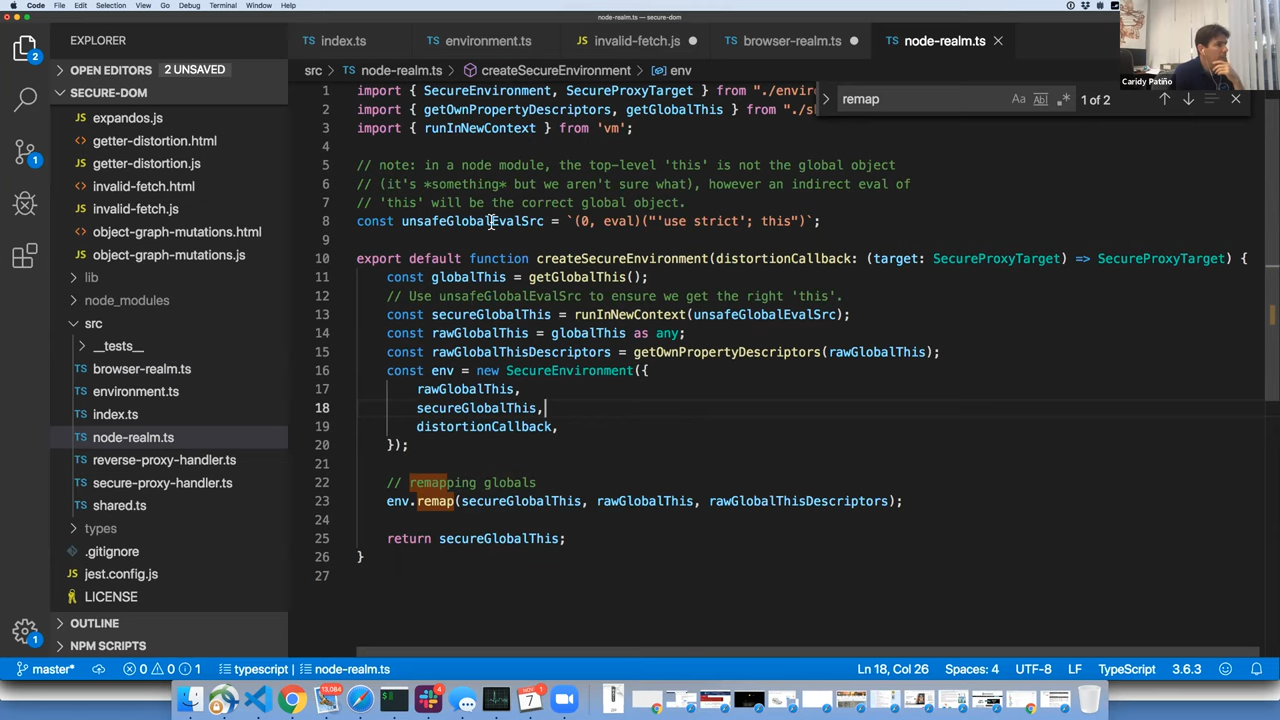 Code File Edit Selection View Go Debug Terminal Window Help
node-realm.ts — secure-dom
EXPLORER
index.ts environment.ts invalid-fetch.js browser-realm.ts node-realm.ts
Caridy Patiño
OPEN EDITORS 2 UNSAVED
SECURE-DOM
expandos.js
getter-distortion.html
getter-distortion.js
invalid-fetch.html
invalid-fetch.js
object-graph-mutations.html
object-graph-mutations.js
lib
node_modules
src
__tests__
browser-realm.ts
environment.ts
index.ts
node-realm.ts
reverse-proxy-handler.ts
secure-proxy-handler.ts
shared.ts
types
.gitignore
jest.config.js
LICENSE
OUTLINE
NPM SCRIPTS
src > node-realm.ts > createSecureEnvironment > env
remap Aa Abl .* 1 of 2
1 import { SecureEnvironment, SecureProxyTarget } from "./envir
2 import { getOwnPropertyDescriptors, getGlobalThis } from "./s
3 import { runInNewContext } from 'vm';
4
5 // note: in a node module, the top-level 'this' is not the global object
6 // (it's *something* but we aren't sure what), however an indirect eval of
7 // 'this' will be the correct global object.
8 const unsafeGlobalEvalSrc = `(0, eval)("'use strict'; this")`;
9
10 export default function createSecureEnvironment(distortionCallback: (target: SecureProxyTarget) => SecureProxyTarget) {
11 const globalThis = getGlobalThis();
12 // Use unsafeGlobalEvalSrc to ensure we get the right 'this'.
13 const secureGlobalThis = runInNewContext(unsafeGlobalEvalSrc);
14 const rawGlobalThis = globalThis as any;
15 const rawGlobalThisDescriptors = getOwnPropertyDescriptors(rawGlobalThis);
16 const env = new SecureEnvironment({
17 rawGlobalThis,
18 secureGlobalThis,
19 distortionCallback,
20 });
21
22 // remapping globals
23 env.remap(secureGlobalThis, rawGlobalThis, rawGlobalThisDescriptors);
24
25 return secureGlobalThis;
26 }
27
2
1
1
master* 0 0 1 typescript | node-realm.ts Ln 18, Col 26 Spaces: 4 UTF-8 LF TypeScript 3.6.3
13,084 4 NOV 7 1